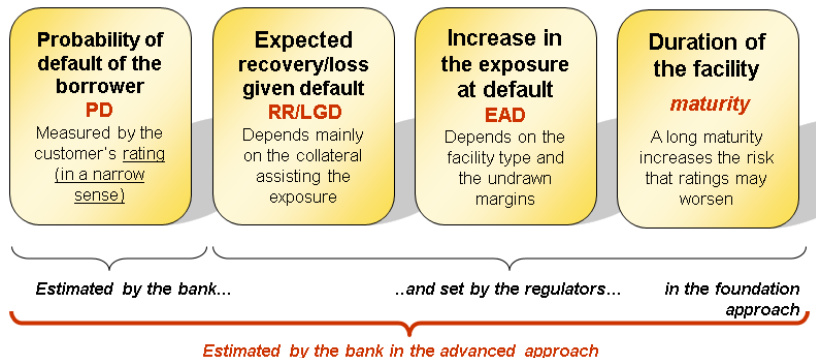 Probability of
default of the
borrower
PD
Measured by the
customer's rating
(in a narrow
sense)
Expected
recovery/loss
given default
RR/LGD
Depends mainly
on the collateral
assisting the
exposure
Increase in
the exposure
at default
EAD
Depends on the
facility type and
the undrawn
margins
Duration of
the facility
maturity
A long maturity
increases the risk
that ratings may
worsen
Estimated by the bank...
..and set by the regulators...
in the foundation
approach
Estimated by the bank in the advanced approach